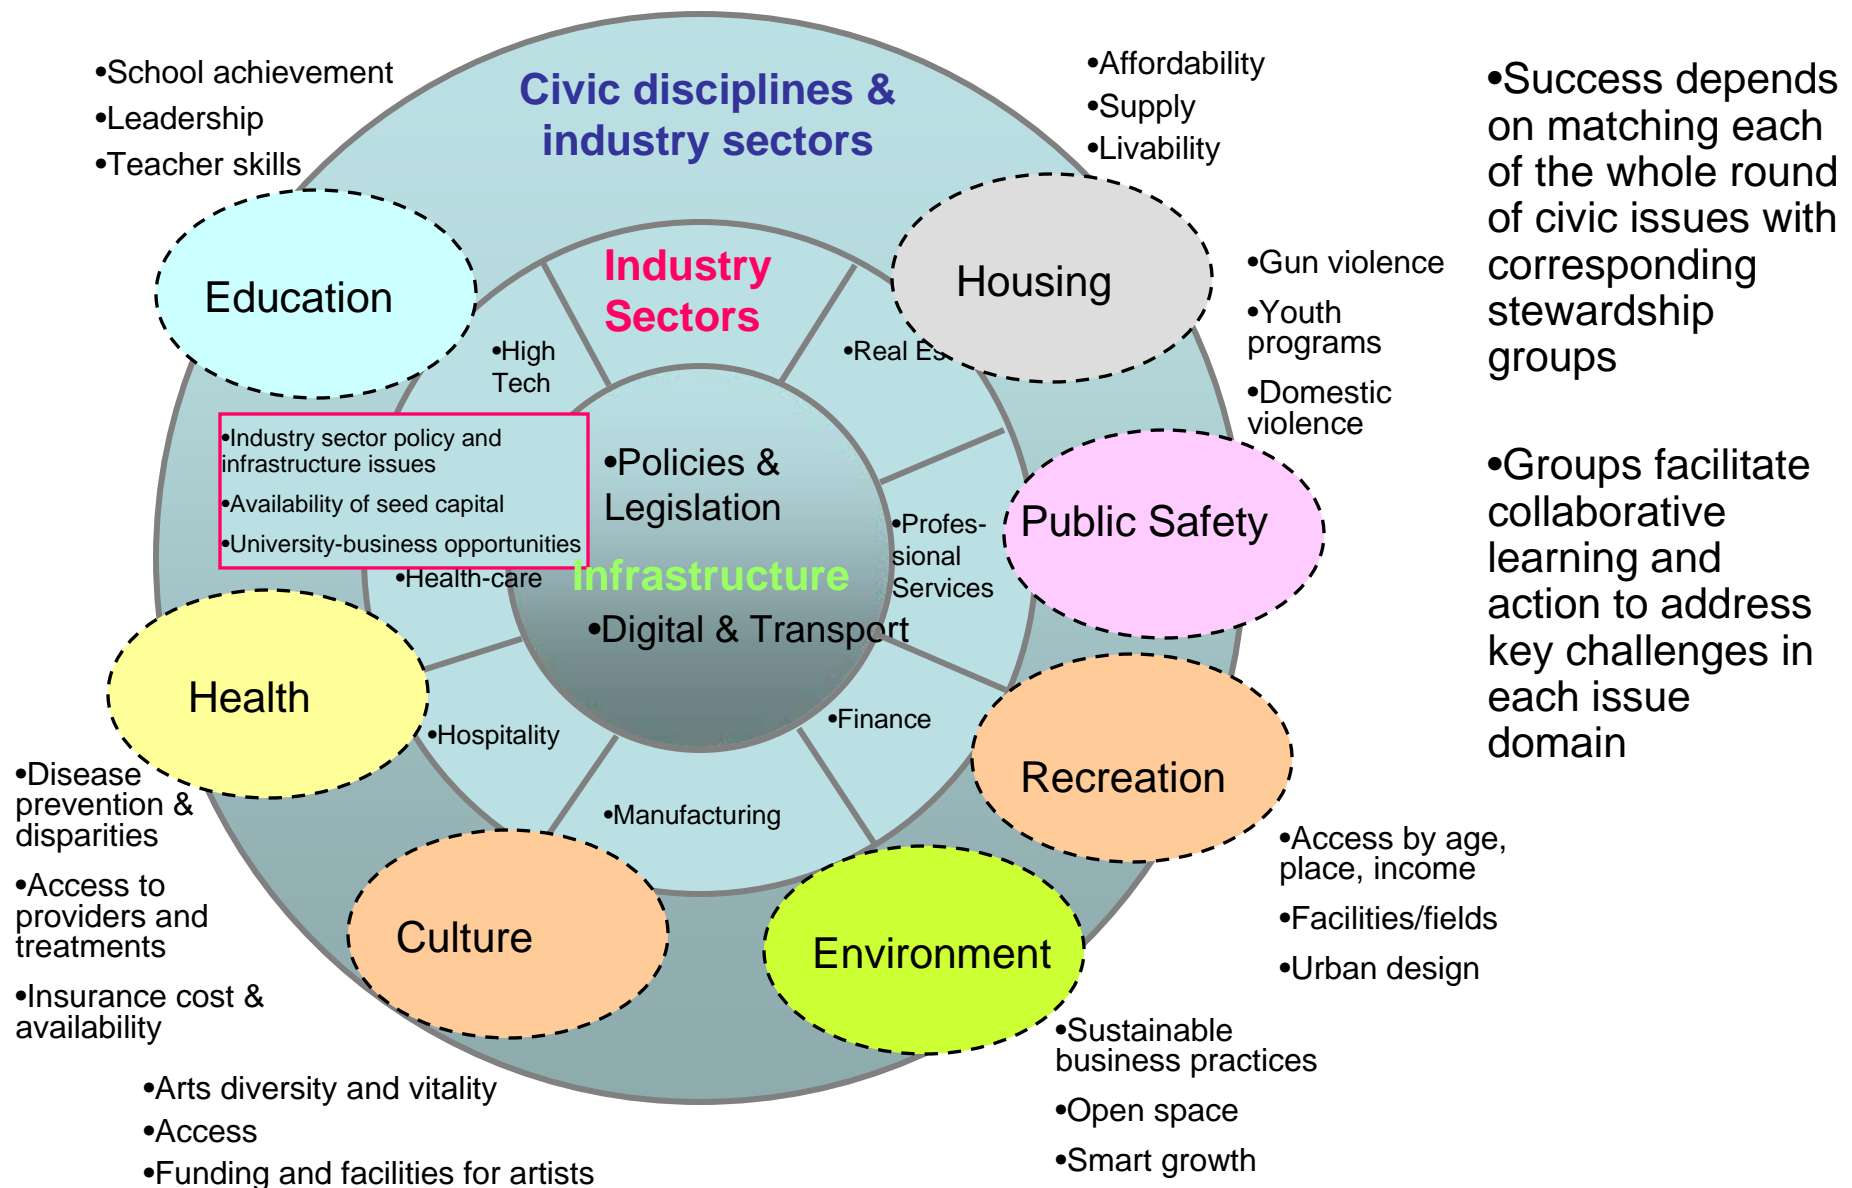 •School achievement
•Leadership
•Teacher skills
Civic disciplines &
industry sectors
•Affordability
•Supply
•Livability
•Success depends
on matching each
of the whole round
of civic issues with
corresponding
stewardship
groups
•Groups facilitate
collaborative
learning and
action to address
key challenges in
each issue
domain
Education
Industry
Sectors
Housing
•Gun violence
•Youth
programs
•Domestic
violence
•High
Tech
•Real Es
•Industry sector policy and
infrastructure issues
•Availability of seed capital
•University-business opportunities
•Policies &
Legislation
Infrastructure
•Digital & Transport
•Profes-
sional
Services
Public Safety
•Health-care
Health
•Hospitality
•Finance
•Manufacturing
Recreation
•Disease
prevention &
disparities
•Access to
providers and
treatments
•Insurance cost &
availability
Culture
Environment
•Access by age,
place, income
•Facilities/fields
•Urban design
•Arts diversity and vitality
•Access
•Funding and facilities for artists
•Sustainable
business practices
•Open space
•Smart growth